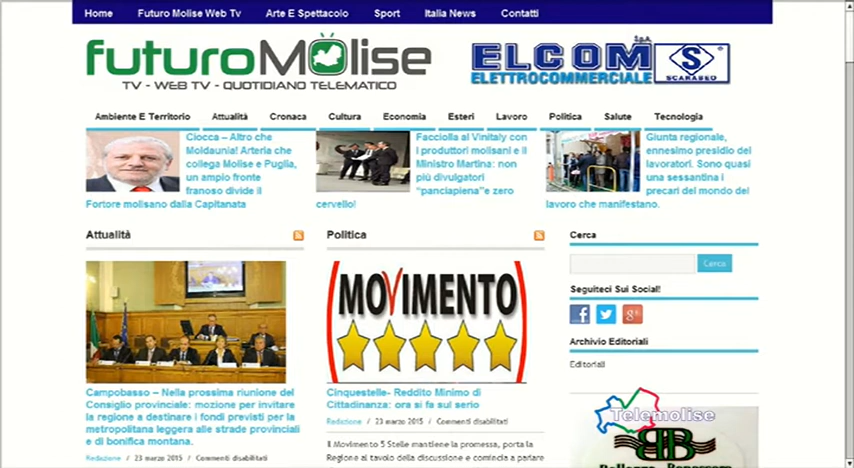 Home Futuro Molise Web Tv Arte E Spettacolo Sport Italia News Contatti
futuroMolise
TV - WEB TV - QUOTIDIANO TELEMATICO
ELCOM S.p.A.
ELETTROCOMMERCIALE
S
SCARABEO
Ambiente E Territorio Attualità Cronaca Cultura Economia Esteri Lavoro Politica Salute Tecnologia
Ciocca – Altro che
Moldaunia! Arteria che
collega Molise e Puglia,
un amplo fronte
franoso divide il
Fortore molisano dalla Capitanata
Facciolla al Vinitaly con
i produttori molisani e il
Ministro Martina: non
più divulgatori
"panciapiena"e zero
cervello!
Giunta regionale,
ennesimo presidio dei
lavoratori. Sono quasi
una sessantina i
precari del mondo del
lavoro che manifestano.
Attualità
Politica
Cerca
Cerca
MOVIMENTO
Seguiteci Sui Social!
Archivio Editoriali
Editoriali
Campobasso – Nella prossima riunione del
Consiglio provinciale: mozione per invitare
la regione a destinare i fondi previsti per la
metropolitana leggera alle strade provinciali
e di bonifica montana.
Redazione / 23 marzo 2015 / Commenti disabilitati
Cinquestelle- Reddito Minimo di
Cittadinanza: ora si fa sul serio
Redazione / 23 marzo 2015 / Commenti disabilitati
Il Movimento 5 Stelle mantiene la promessa, porta la
Regione al tavolo della discussione e comincia a parlare
Telemolise